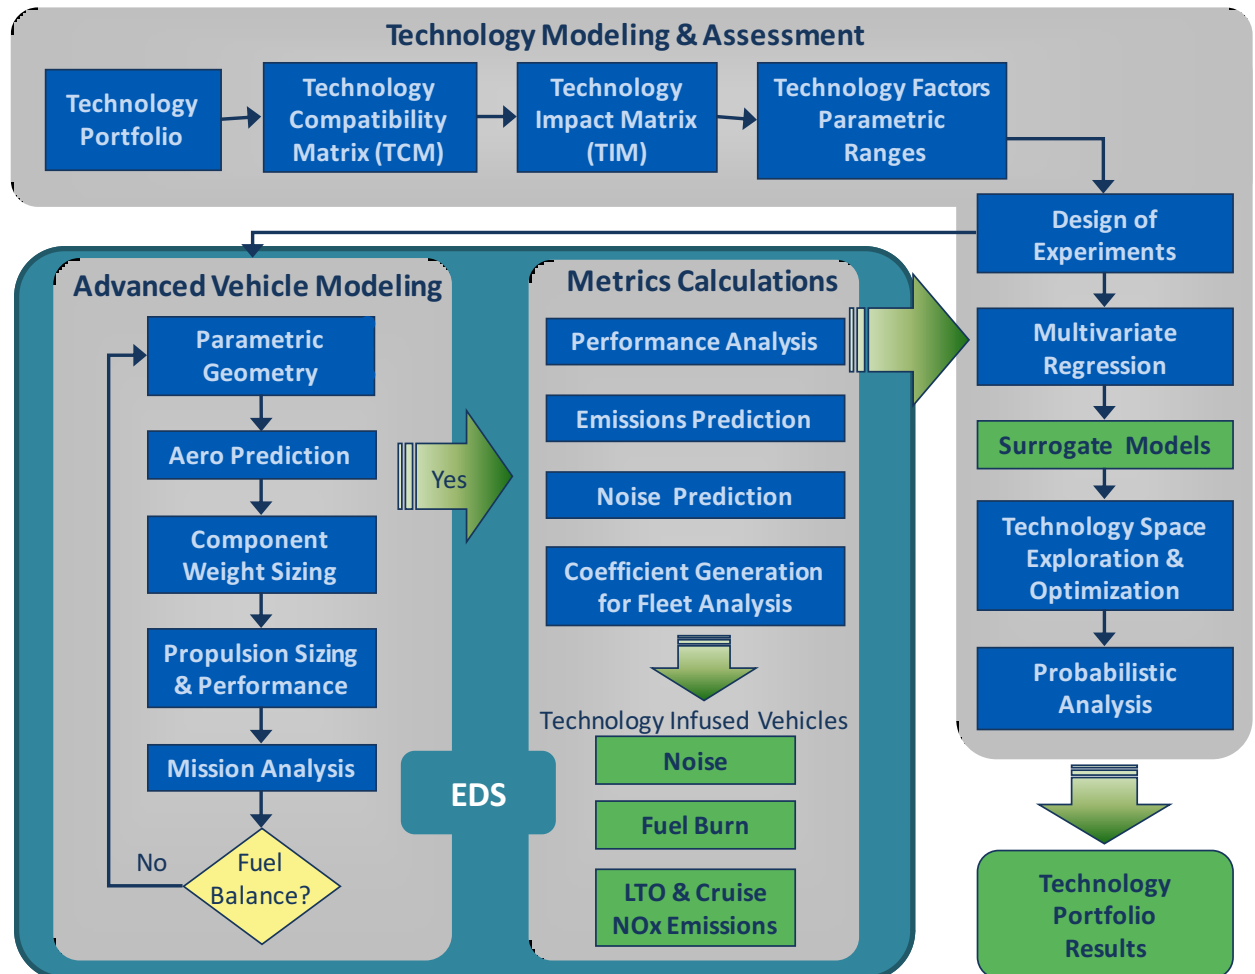 Technology Modeling & Assessment
Technology
Portfolio
Technology
Compatibility
Matrix (TCM)
Technology
Impact Matrix
(TIM)
Technology Factors
Parametric
Ranges
Design of
Experiments
Multivariate
Regression
Surrogate Models
Technology Space
Exploration &
Optimization
Probabilistic
Analysis
Technology
Portfolio
Results
Advanced Vehicle Modeling
Parametric
Geometry
Aero Prediction
Component
Weight Sizing
Propulsion Sizing
& Performance
Mission Analysis
Fuel
Balance?
No
Yes
EDS
Metrics Calculations
Performance Analysis
Emissions Prediction
Noise Prediction
Coefficient Generation
for Fleet Analysis
Technology Infused Vehicles
Noise
Fuel Burn
LTO & Cruise
NOx Emissions